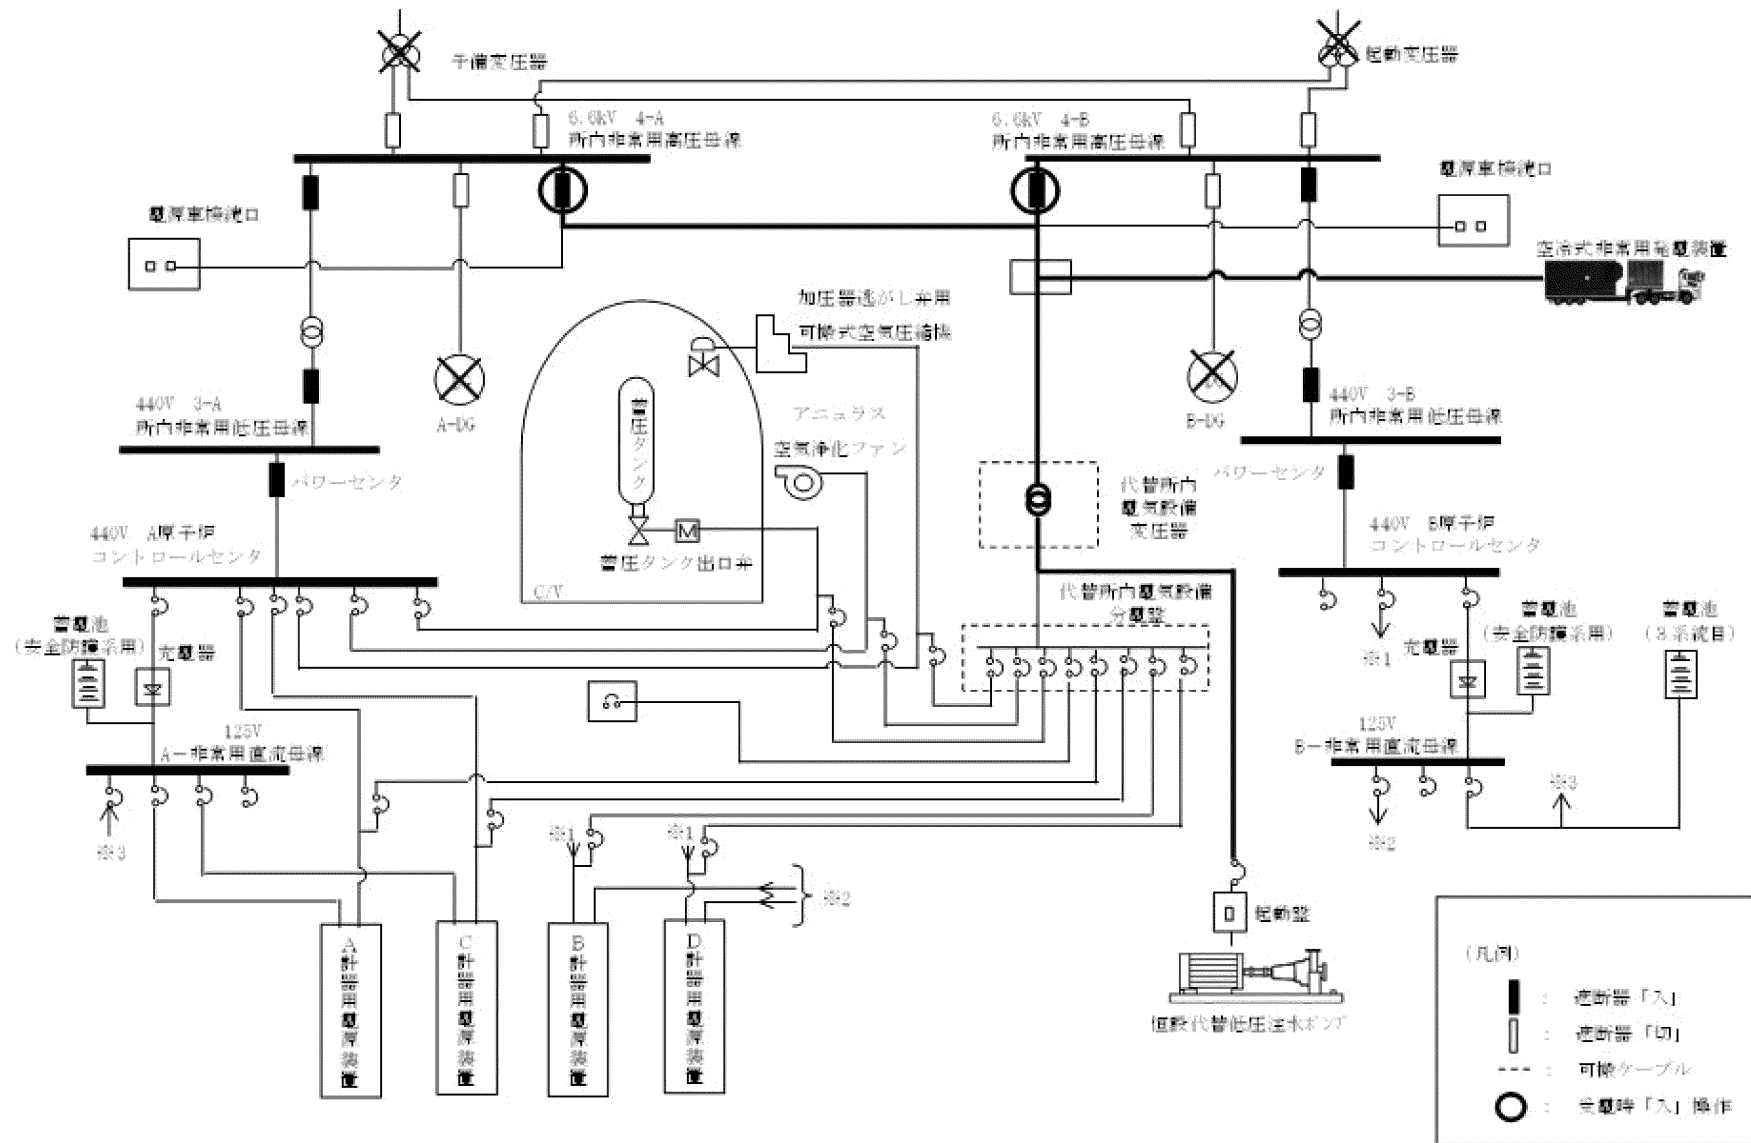 予備変圧器
起動変圧器
6.6kV 4-A
所内非常用高圧母線
6.6kV 4-B
所内非常用高圧母線
電源車接続口
電源車接続口
空冷式非常用発電装置
加圧器逃がし弁用
可搬式空気圧縮機
蓄圧タンク
A-DG
B-DG
440V 3-A
所内非常用低圧母線
440V 3-B
所内非常用低圧母線
アニュラス
空気浄化ファン
パワーセンタ
パワーセンタ
代替所内
電気設備
変圧器
440V A原子炉
コントロールセンタ
440V B原子炉
コントロールセンタ
M
蓄圧タンク出口弁
C/V
代替所内電気設備
分電盤
蓄電池
(安全防護系用)
充電器
※1
充電器
蓄電池
(安全防護系用)
蓄電池
(3系統目)
125V
A－非常用直流母線
125V
B－非常用直流母線
※3
※1
※1
※2
※2
※3
A計器用電源装置
C計器用電源装置
B計器用電源装置
D計器用電源装置
起動盤
恒設代替低圧注水ポンプ
(凡例)
： 遮断器「入」
： 遮断器「切」
： 可搬ケーブル
： 受電時「入」操作